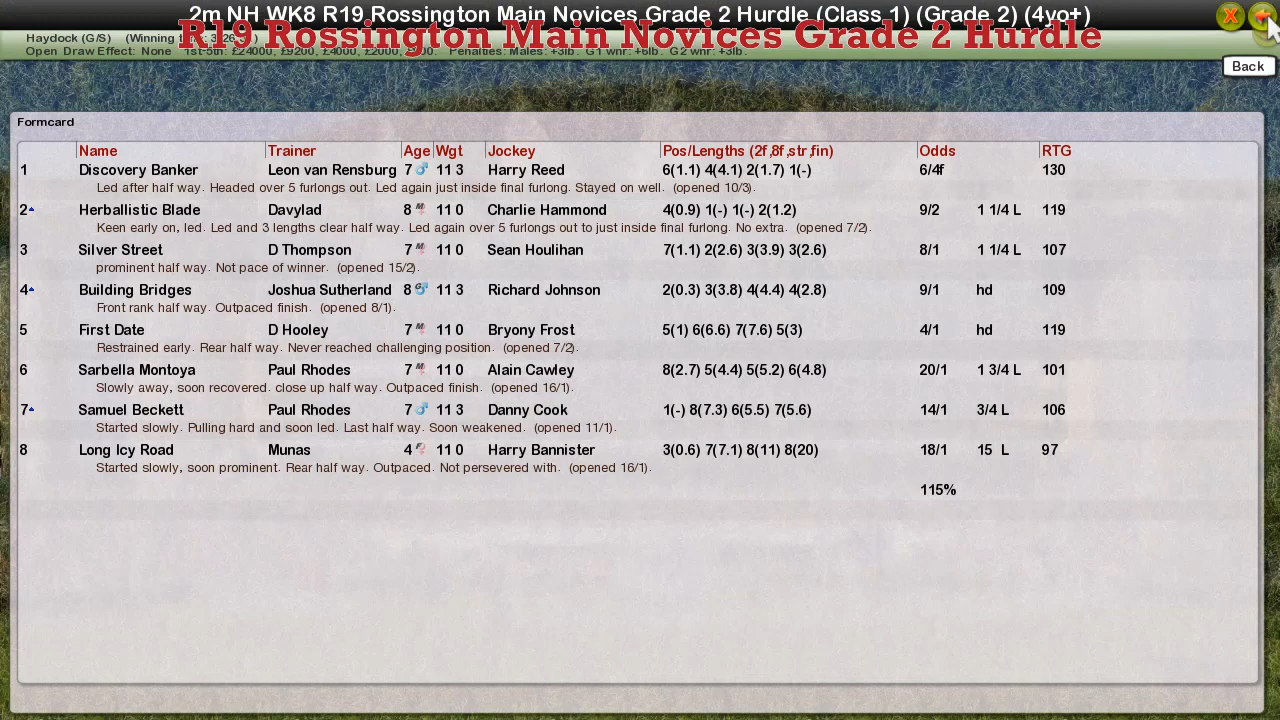 2m NH WK8 R19 Rossington Main Novices Grade 2 Hurdle (Class 1) (Grade 2) (4yo+)
R19 Rossington Main Novices Grade 2 Hurdle
Haydock (G/S) (Winning
Open Draw Effect: None 1st-5th: £24000, £9200, £4000, £2000, Penalties: Males: +3lb. G1 wnr: +6lb. G2 wnr: +3lb.
X
Back
Formcard
Name Trainer Age Wgt Jockey Pos/Lengths (2f,8f,str,fin) Odds RTG
1 Discovery Banker Leon van Rensburg 7 11 3 Harry Reed 6(1.1) 4(4.1) 2(1.7) 1(-) 6/4f 130
Led after half way. Headed over 5 furlongs out. Led again just inside final furlong. Stayed on well. (opened 10/3).
2 Herballistic Blade Davylad 8 M 11 0 Charlie Hammond 4(0.9) 1(-) 1(-) 2(1.2) 9/2 1 1/4 L 119
Keen early on, led. Led and 3 lengths clear half way. Led again over 5 furlongs out to just inside final furlong. No extra. (opened 7/2).
3 Silver Street D Thompson 7 M 11 0 Sean Houlihan 7(1.1) 2(2.6) 3(3.9) 3(2.6) 8/1 1 1/4 L 107
prominent half way. Not pace of winner. (opened 15/2).
4 Building Bridges Joshua Sutherland 8 G 11 3 Richard Johnson 2(0.3) 3(3.8) 4(4.4) 4(2.8) 9/1 hd 109
Front rank half way. Outpaced finish. (opened 8/1).
5 First Date D Hooley 7 M 11 0 Bryony Frost 5(1) 6(6.6) 7(7.6) 5(3) 4/1 hd 119
Restrained early. Rear half way. Never reached challenging position. (opened 7/2).
6 Sarbella Montoya Paul Rhodes 7 M 11 0 Alain Cawley 8(2.7) 5(4.4) 5(5.2) 6(4.8) 20/1 1 3/4 L 101
Slowly away, soon recovered. close up half way. Outpaced finish. (opened 16/1).
7 Samuel Beckett Paul Rhodes 7 11 3 Danny Cook 1(-) 8(7.3) 6(5.5) 7(5.6) 14/1 3/4 L 106
Started slowly. Pulling hard and soon led. Last half way. Soon weakened. (opened 11/1).
8 Long Icy Road Munas 4 F 11 0 Harry Bannister 3(0.6) 7(7.1) 8(11) 8(20) 18/1 15 L 97
Started slowly, soon prominent. Rear half way. Outpaced. Not persevered with. (opened 16/1).
115%